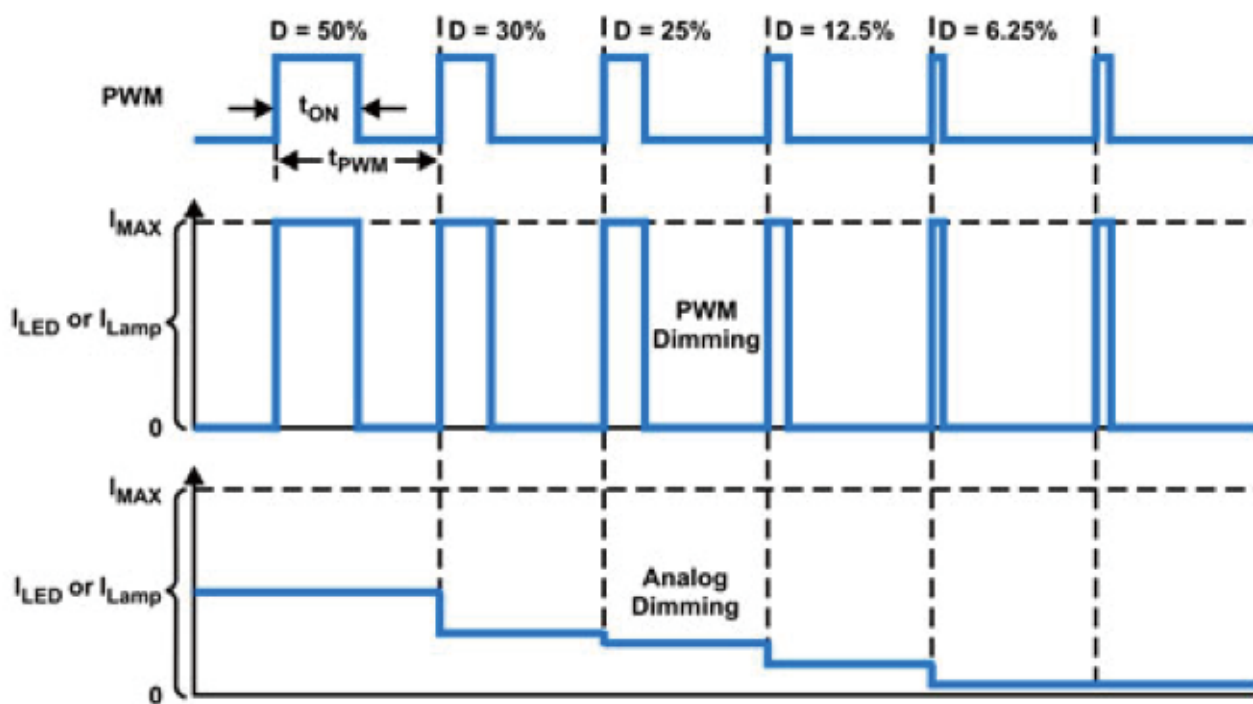 D = 50% D = 30% D = 25% D = 12.5% D = 6.25%
PWM
tON
tPWM
IMAX
ILED or ILamp
PWM
Dimming
0
IMAX
ILED or ILamp
Analog
Dimming
0